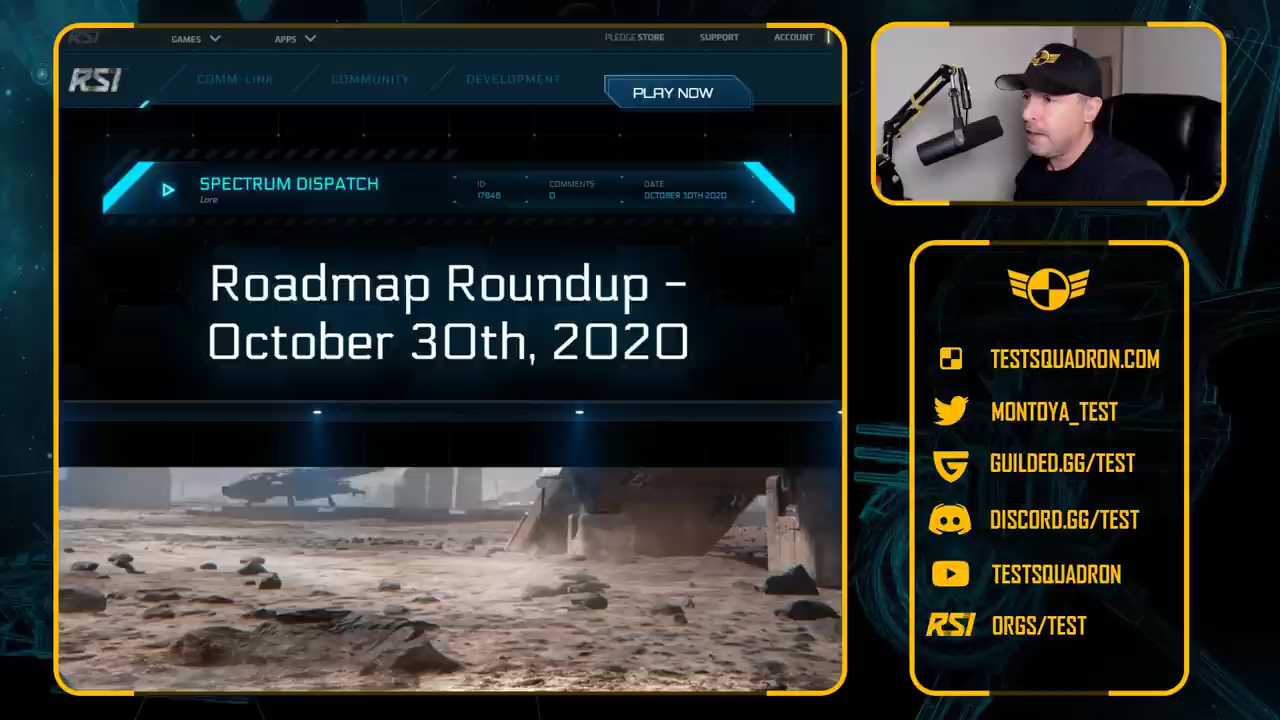 RSI
GAMES
APPS
PLEDGE STORE
SUPPORT
ACCOUNT
RSI
COMM-LINK
COMMUNITY
DEVELOPMENT
PLAY NOW
SPECTRUM DISPATCH
Lore
ID:
17848
COMMENTS:
0
DATE
OCTOBER 30TH 2020
Roadmap Roundup -
October 30th, 2020
TESTSQUADRON.COM
MONTOYA_TEST
GUILDED.GG/TEST
DISCORD.GG/TEST
TESTSQUADRON
RSI ORGS/TEST